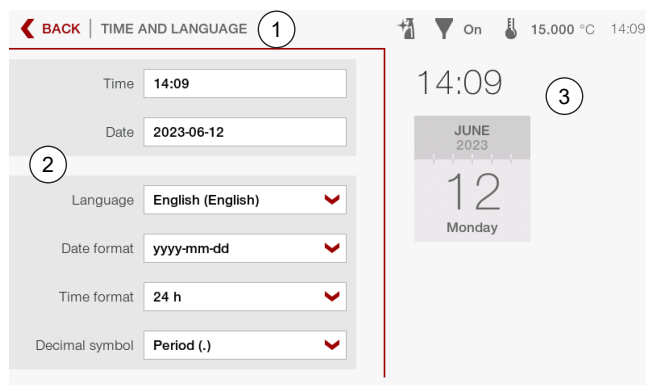 BACK | TIME AND LANGUAGE 1 On 15.000 °C 14:09
Time 14:09
Date 2023-06-12
2
Language English (English)
Date format yyyy-mm-dd
Time format 24 h
Decimal symbol Period (.)
14:09
3
JUNE
2023
12
Monday